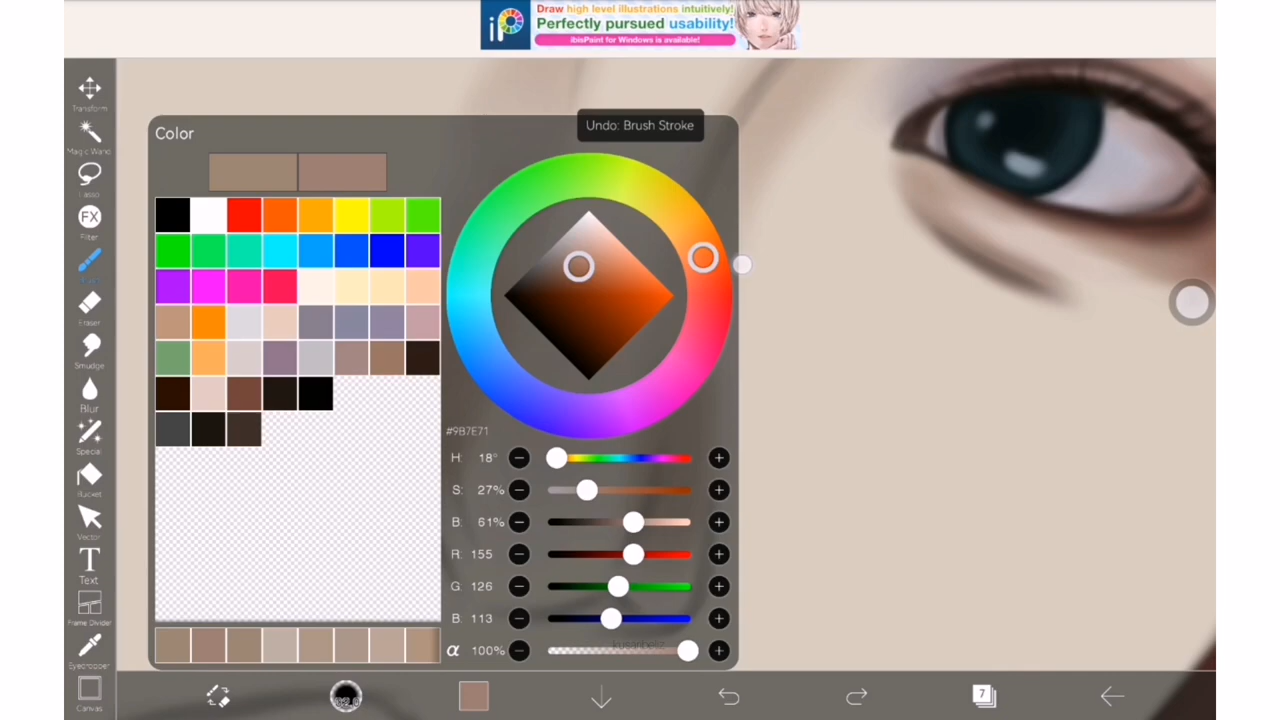 Draw high level illustrations intuitively!
Perfectly pursued usability!
ibisPaint for Windows is available!
Undo: Brush Stroke
Color
Transform
Magic Wand
Lasso
FX
Filter
Eraser
Smudge
Blur
Special
Bucket
Vector
T
Text
Frame Divider
Eyedropper
Canvas
#9B7E71
H: 18°
S: 27%
B: 61%
R: 155
G: 126
B: 113
α 100%
7